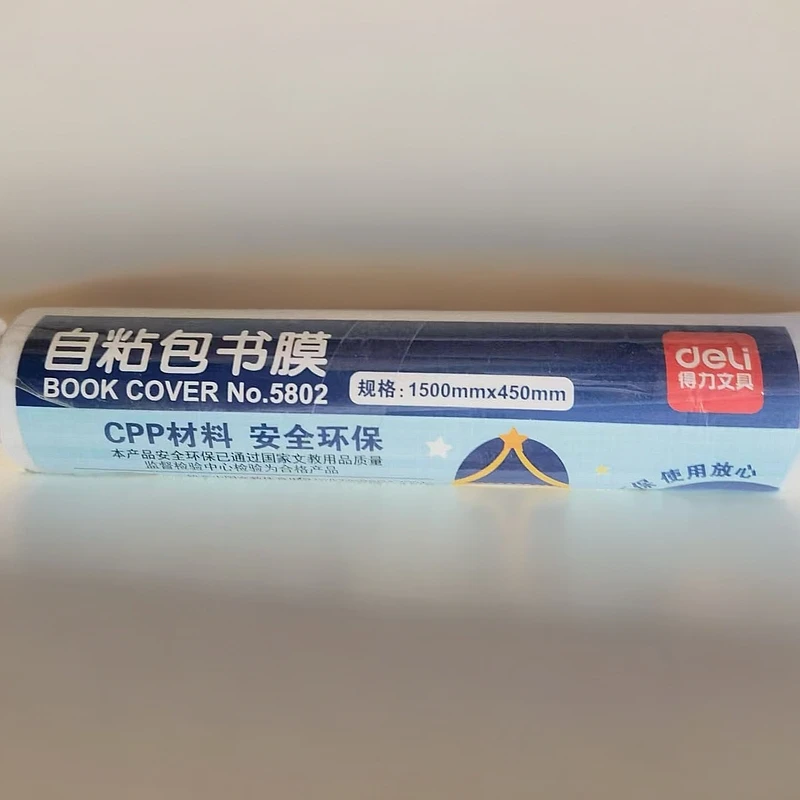 自粘包书膜
BOOK COVER No.5802
规格: 1500mmx450mm
deli
得力文具
CPP材料 安全环保
本产品安全环保已通过国家文教用品质量
监督检验中心检验为合格产品
保 使用放心